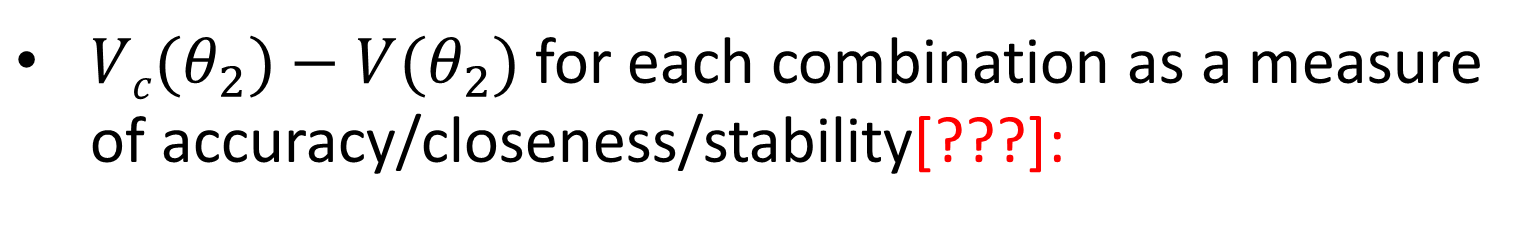 • V_c(θ_2) − V(θ_2) for each combination as a measure
of accuracy/closeness/stability[???]: